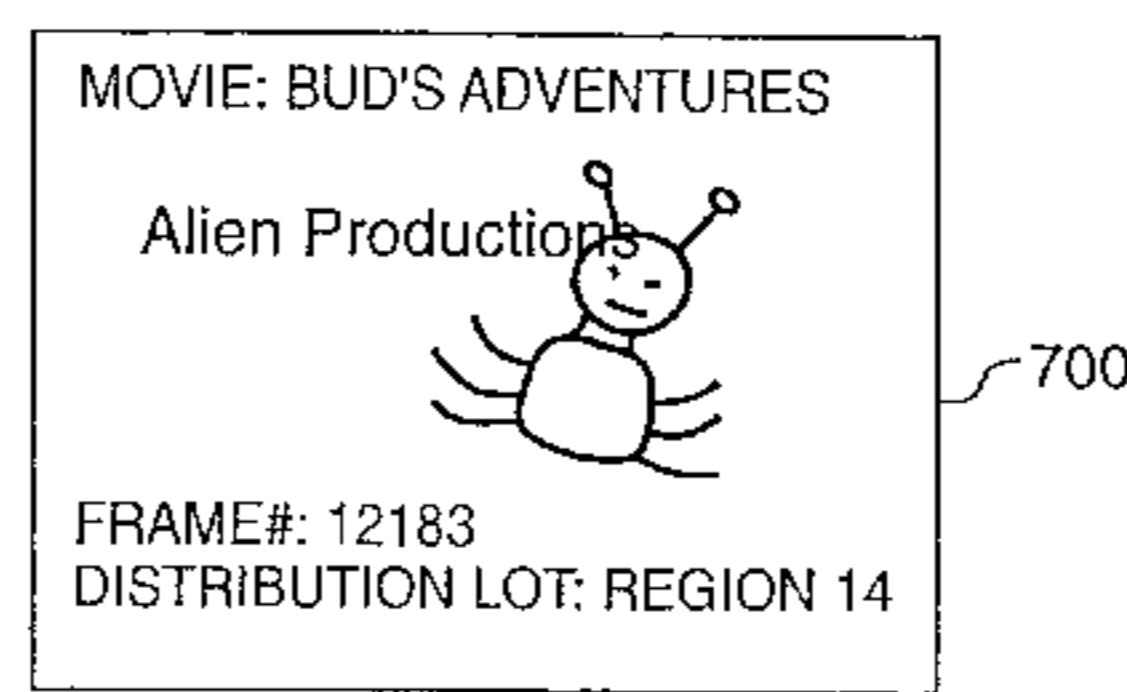 MOVIE: BUD'S ADVENTURES
Alien Productions
700
FRAME#: 12183
DISTRIBUTION LOT: REGION 14